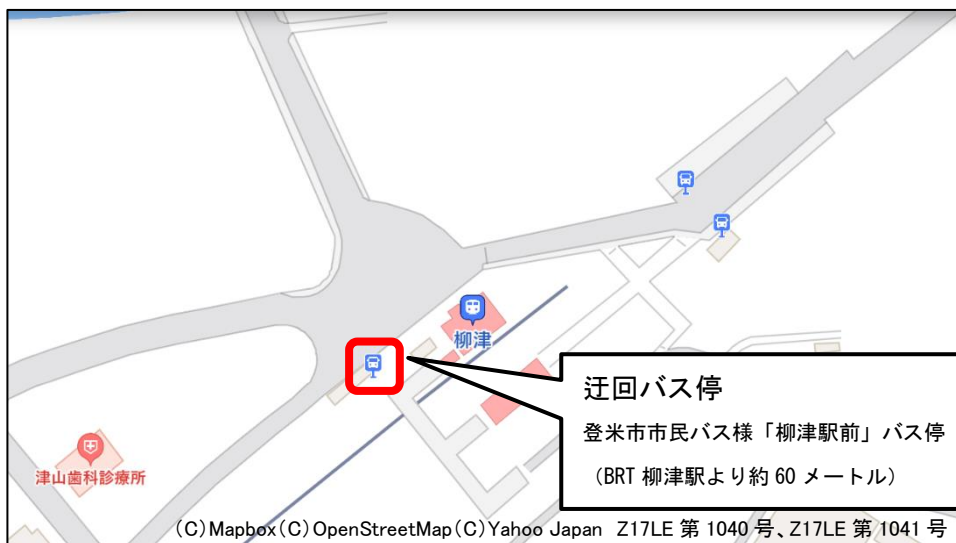 柳津
迂回バス停
登米市市民バス様「柳津駅前」バス停
（BRT 柳津駅より約 60 メートル）
津山歯科診療所
(C)Mapbox(C)OpenStreetMap(C)Yahoo Japan Z17LE 第 1040 号、Z17LE 第 1041 号